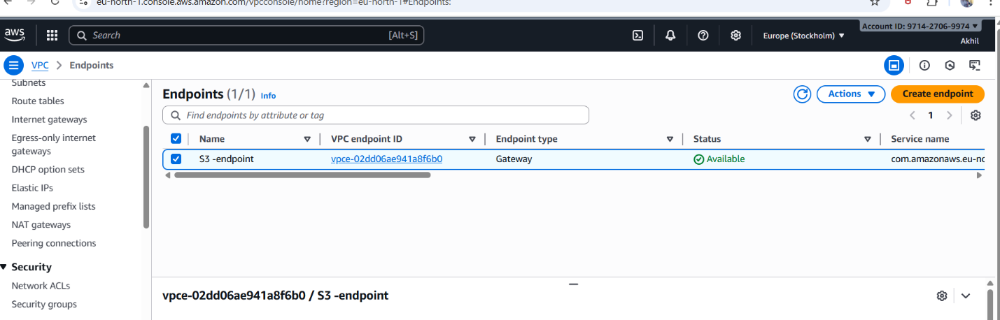 eu-north-1.console.aws.amazon.com/vpcconsole/home?region=eu-north-1#Endpoints:
aws Search [Alt+S] Europe (Stockholm) Account ID: 9714-2706-9974
Akhil
VPC Endpoints
Subnets
Route tables
Internet gateways
Egress-only internet
gateways
DHCP option sets
Elastic IPs
Managed prefix lists
NAT gateways
Peering connections
Security
Network ACLs
Security groups
Endpoints (1/1) Info Actions Create endpoint
Find endpoints by attribute or tag 1
Name VPC endpoint ID Endpoint type Status Service name
S3 -endpoint vpce-02dd06ae941a8f6b0 Gateway Available com.amazonaws.eu-no
vpce-02dd06ae941a8f6b0 / S3 -endpoint